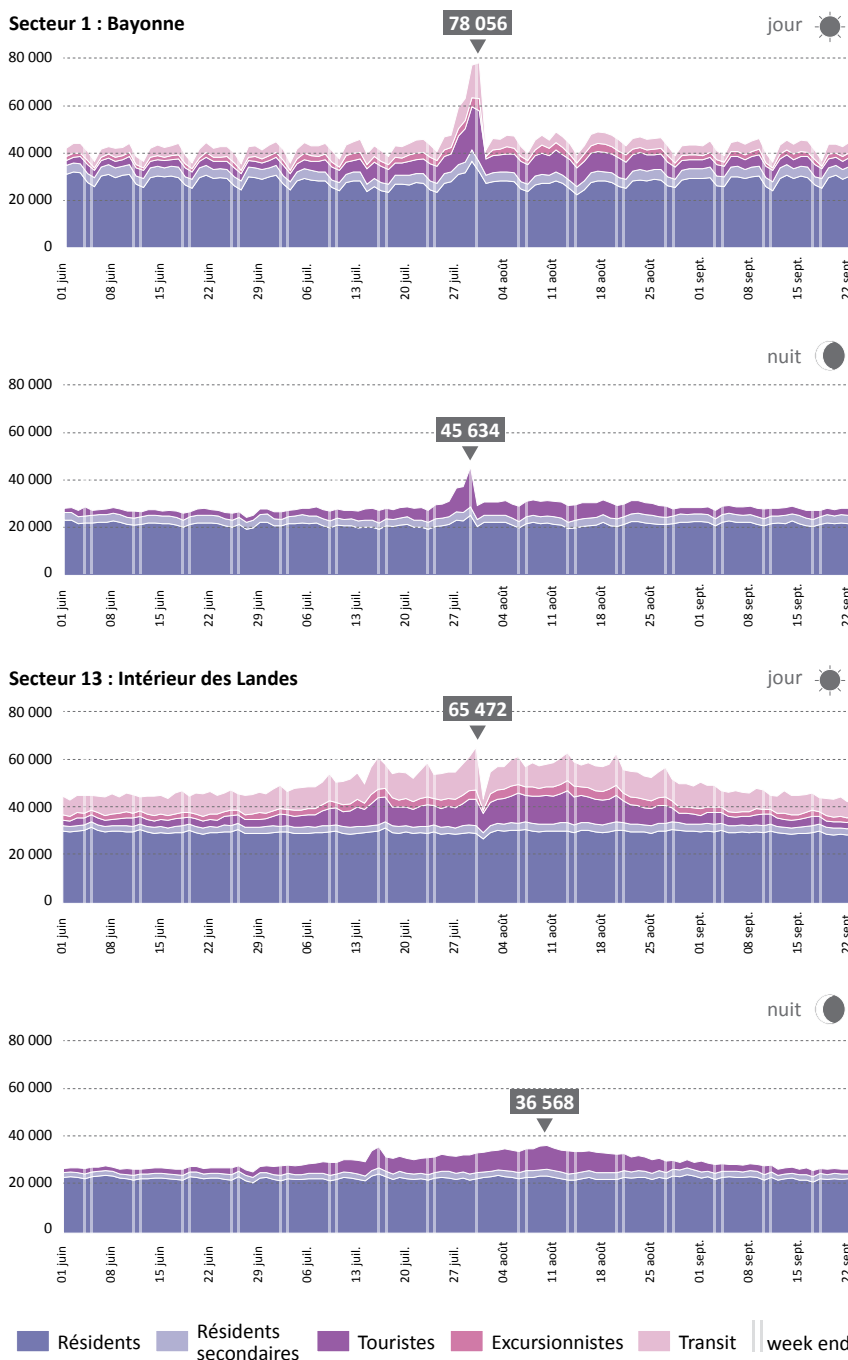 Secteur 1 : Bayonne
78 056
jour
80 000
60 000
40 000
20 000
0
01 juin
08 juin
15 juin
22 juin
29 juin
06 juil.
13 juil.
20 juil.
27 juil.
04 août
11 août
18 août
25 août
01 sept.
08 sept.
15 sept.
22 sept
nuit
80 000
60 000
45 634
40 000
20 000
0
01 juin
08 juin
15 juin
22 juin
29 juin
06 juil.
13 juil.
20 juil.
27 juil.
04 août
11 août
18 août
25 août
01 sept.
08 sept.
15 sept.
22 sept
Secteur 13 : Intérieur des Landes
jour
65 472
80 000
60 000
40 000
20 000
0
01 juin
08 juin
15 juin
22 juin
29 juin
06 juil.
13 juil.
20 juil.
27 juil.
04 août
11 août
18 août
25 août
01 sept.
08 sept.
15 sept.
22 sept
nuit
80 000
60 000
36 568
40 000
20 000
0
01 juin
08 juin
15 juin
22 juin
29 juin
06 juil.
13 juil.
20 juil.
27 juil.
04 août
11 août
18 août
25 août
01 sept.
08 sept.
15 sept.
22 sept
Résidents
Résidents
secondaires
Touristes
Excursionnistes
Transit
week end